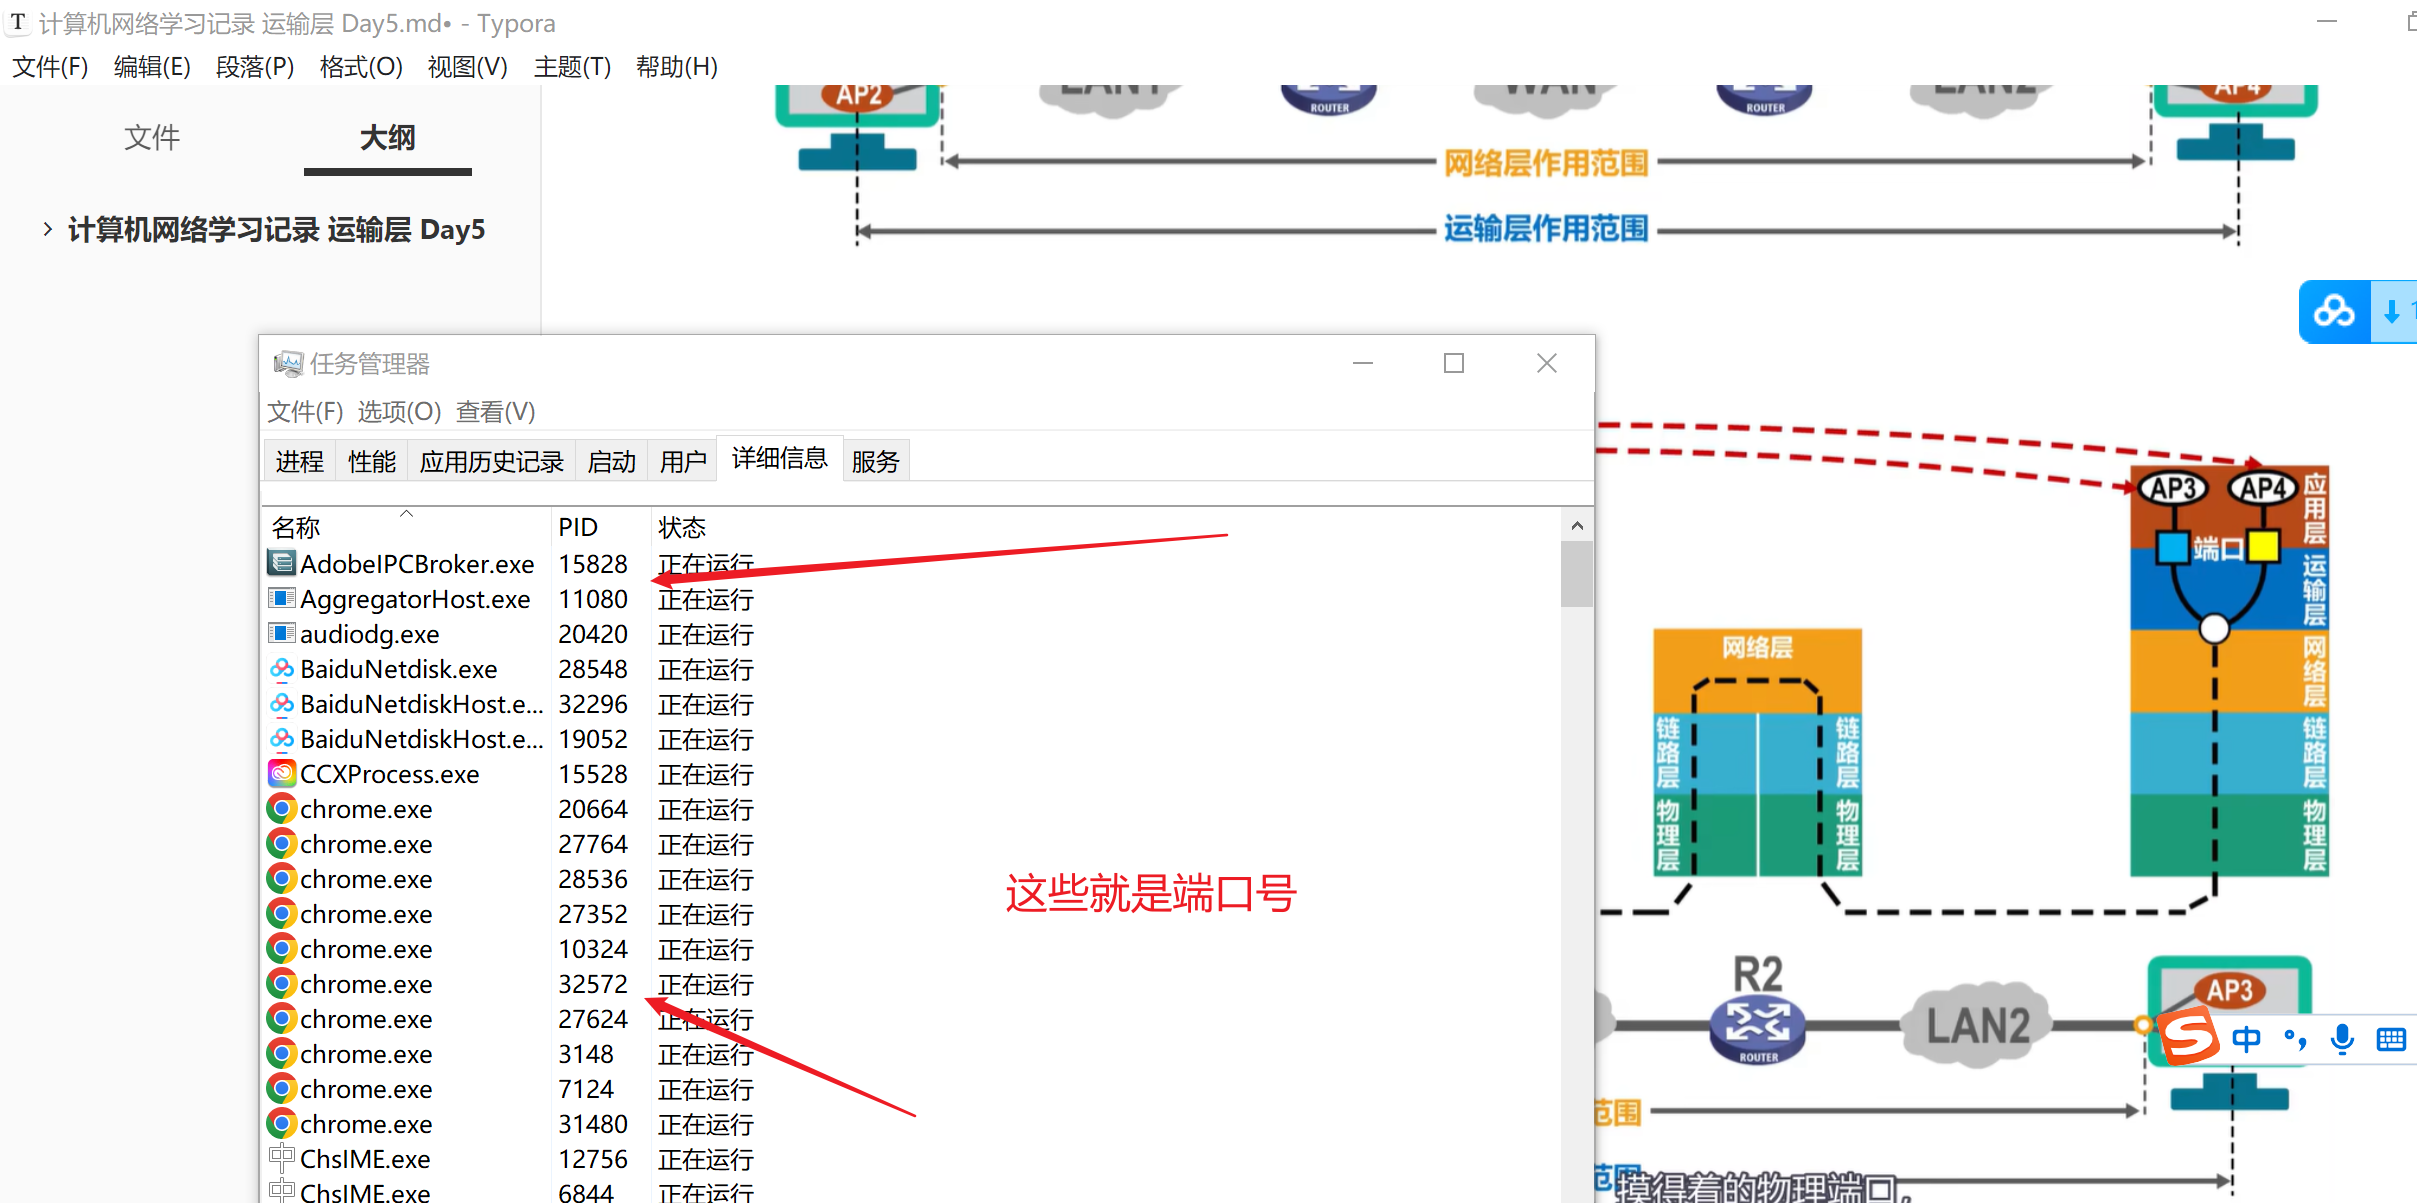 计算机网络学习记录 运输层 Day5.md• - Typora
文件(F) 编辑(E) 段落(P) 格式(O) 视图(V) 主题(T) 帮助(H)
文件 大纲
计算机网络学习记录 运输层 Day5
AP2 LAN1 ROUTER WAN ROUTER LAN2 AP4
网络层作用范围
运输层作用范围
任务管理器
文件(F) 选项(O) 查看(V)
进程 性能 应用历史记录 启动 用户 详细信息 服务
名称 PID 状态
AdobeIPCBroker.exe 15828 正在运行
AggregatorHost.exe 11080 正在运行
audiodg.exe 20420 正在运行
BaiduNetdisk.exe 28548 正在运行
BaiduNetdiskHost.e... 32296 正在运行
BaiduNetdiskHost.e... 19052 正在运行
CCXProcess.exe 15528 正在运行
chrome.exe 20664 正在运行
chrome.exe 27764 正在运行
chrome.exe 28536 正在运行
chrome.exe 27352 正在运行
chrome.exe 10324 正在运行
chrome.exe 32572 正在运行
chrome.exe 27624 正在运行
chrome.exe 3148 正在运行
chrome.exe 7124 正在运行
chrome.exe 31480 正在运行
ChsIME.exe 12756 正在运行
ChsIME.exe 6844 正在运行
这些就是端口号
AP3 AP4 应用层
端口 运输层
网络层
链路层
物理层
网络层
链路层 链路层
物理层 物理层
R2
ROUTER
LAN2
AP3
中
范围
范围
摸得着的物理端口，